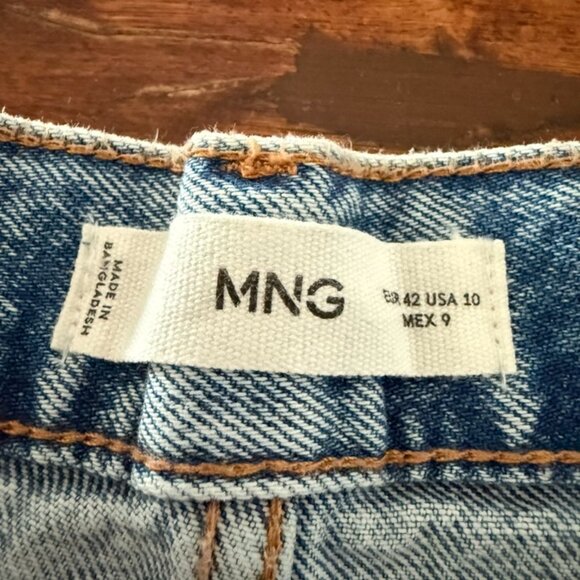 MADE IN
BANGLADESH
MNG
EUR 42 USA 10
MEX 9